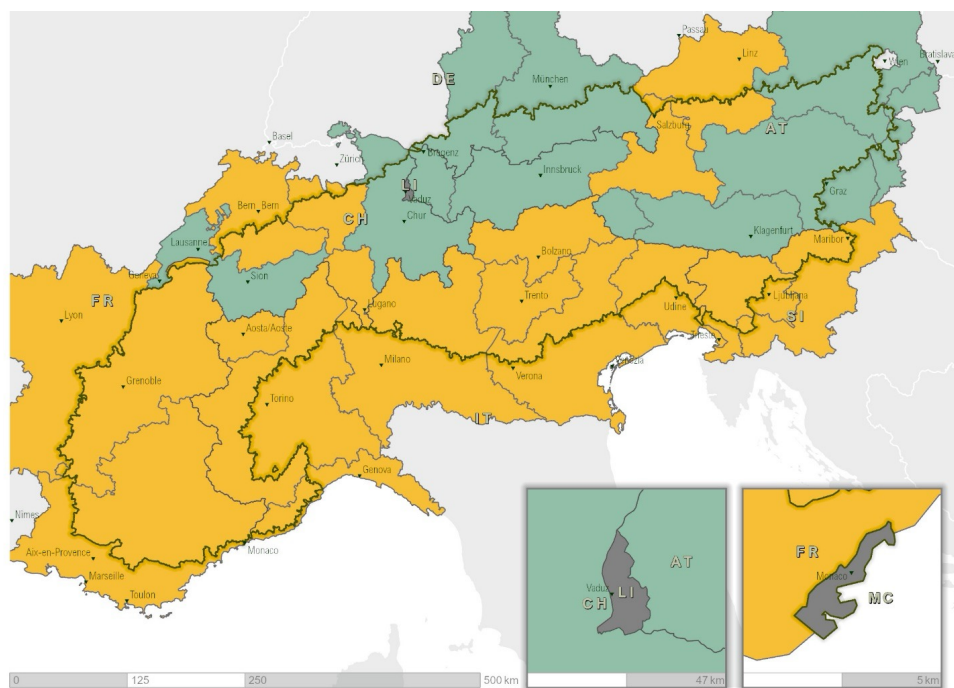 Passau
Linz
Wien
Bratislava
DE
München
Salzburg
AT
Basel
Zürich
Bregenz
Innsbruck
LI
Vaduz
Graz
Bern Bern
CH
Chur
Lausanne
Klagenfurt
Maribor
Geneva
Sion
Bolzano
FR
Lugano
Trento
Ljubljana
SI
Lyon
Aosta/Aoste
Udine
Trieste
Milano
Verona
Venezia
Grenoble
Torino
IT
Genova
Nimes
Monaco
Aix-en-Provence
Marseille
Toulon
AT
Vaduz
LI
CH
FR
Monaco
MC
0
125
250
500 km
47 km
5 km